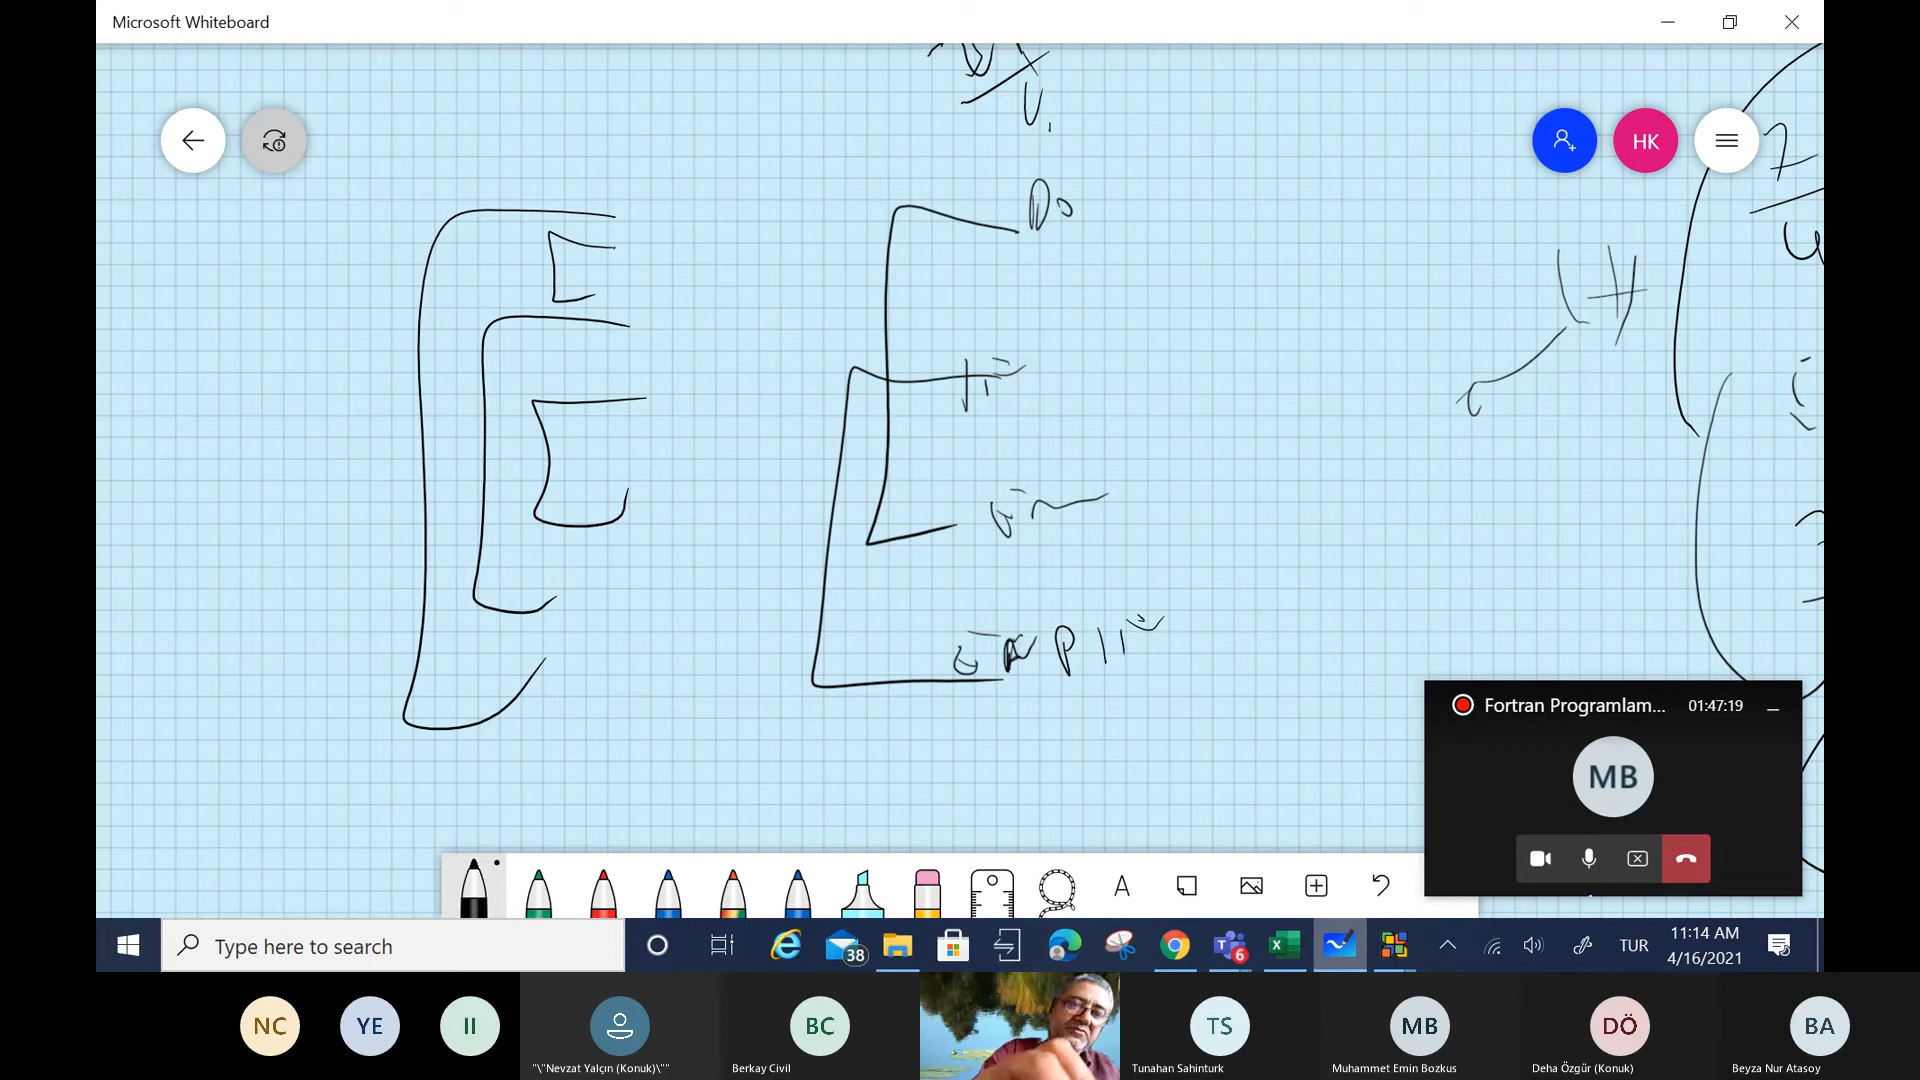 Microsoft Whiteboard
HK
Do
Fortran Programlam...
01:47:19
MB
A
Type here to search
38
6
TUR
11:14 AM
4/16/2021
NC
YE
II
BC
TS
MB
DÖ
BA
"\"Nevzat Yalçın (Konuk)\""
Berkay Civil
Tunahan Sahinturk
Muhammet Emin Bozkus
Deha Özgür (Konuk)
Beyza Nur Atasoy